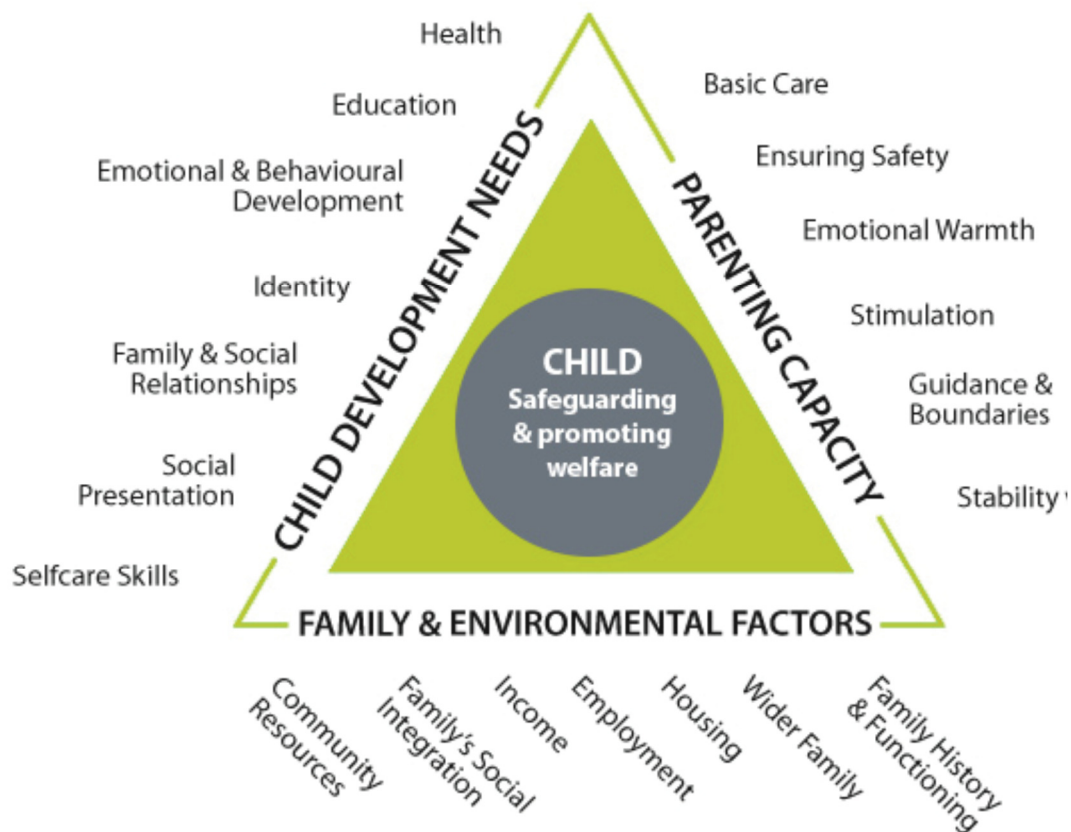 Health
Education
Emotional & Behavioural
Development
Identity
Family & Social
Relationships
Social
Presentation
Selfcare Skills
CHILD DEVELOPMENT NEEDS
Basic Care
Ensuring Safety
Emotional Warmth
Stimulation
Guidance &
Boundaries
Stability
PARENTING CAPACITY
CHILD
Safeguarding
& promoting
welfare
FAMILY & ENVIRONMENTAL FACTORS
Community
Resources
Family's Social
Integration
Income
Employment
Housing
Wider Family
Family History
& Functioning